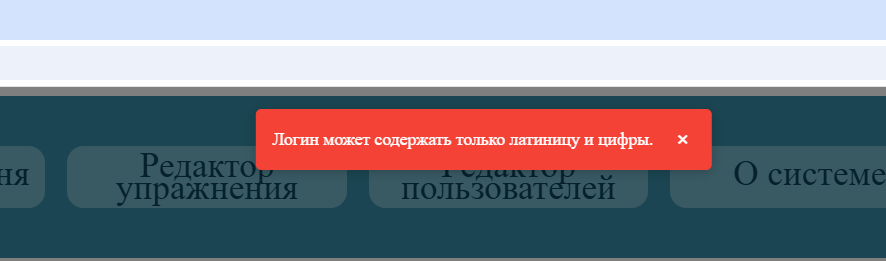 Логин может содержать только латиницу и цифры. ×
ня
Редактор
упражнения
Редактор
пользователей
О системе